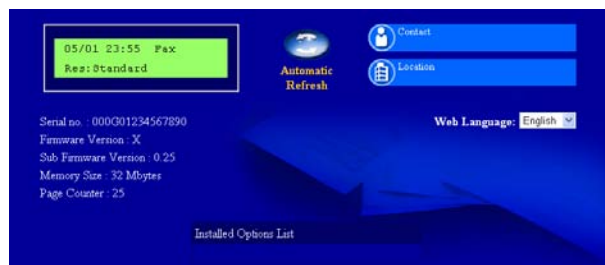 05/01 23:55 Fax
Res:Standard
Automatic
Refresh
Contact
Location
Web Language: English
Serial no. : 000G01234567890
Firmware Version : X
Sub Firmware Version : 0.25
Memory Size : 32 Mbytes
Page Counter : 25
Installed Options List